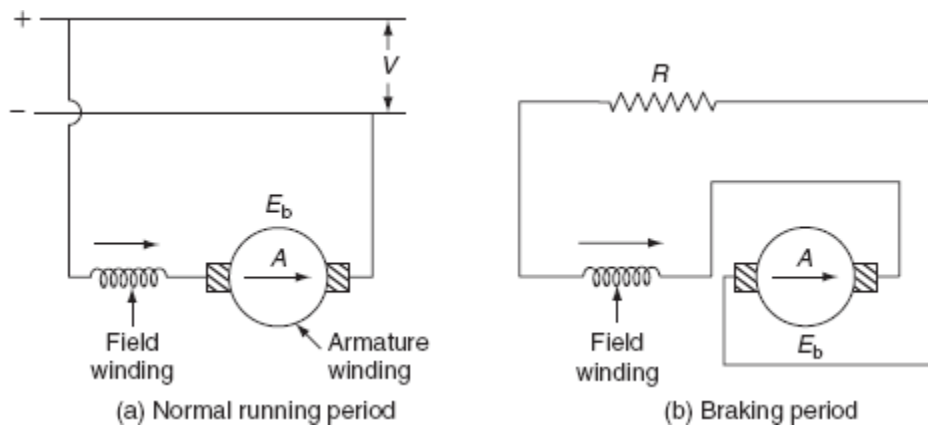 +
V
−
E_b
A
Field
winding
Armature
winding
(a) Normal running period
R
A
E_b
Field
winding
(b) Braking period